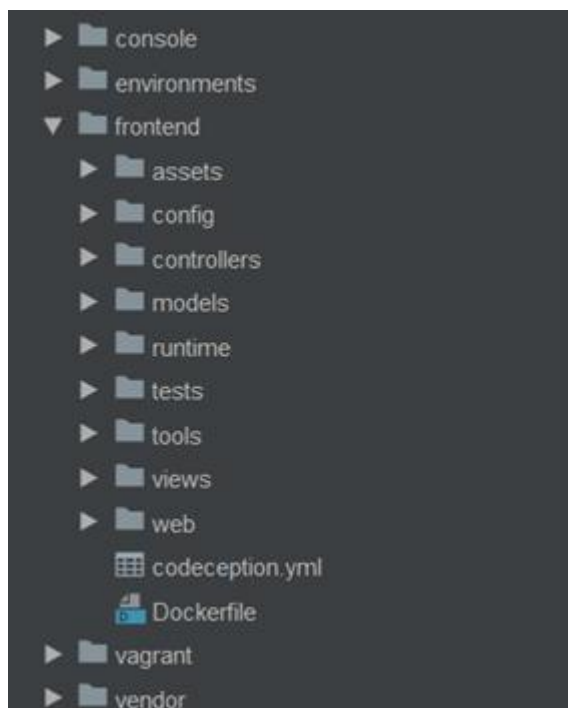 console
environments
frontend
assets
config
controllers
models
runtime
tests
tools
views
web
codeception.yml
Dockerfile
vagrant
vendor